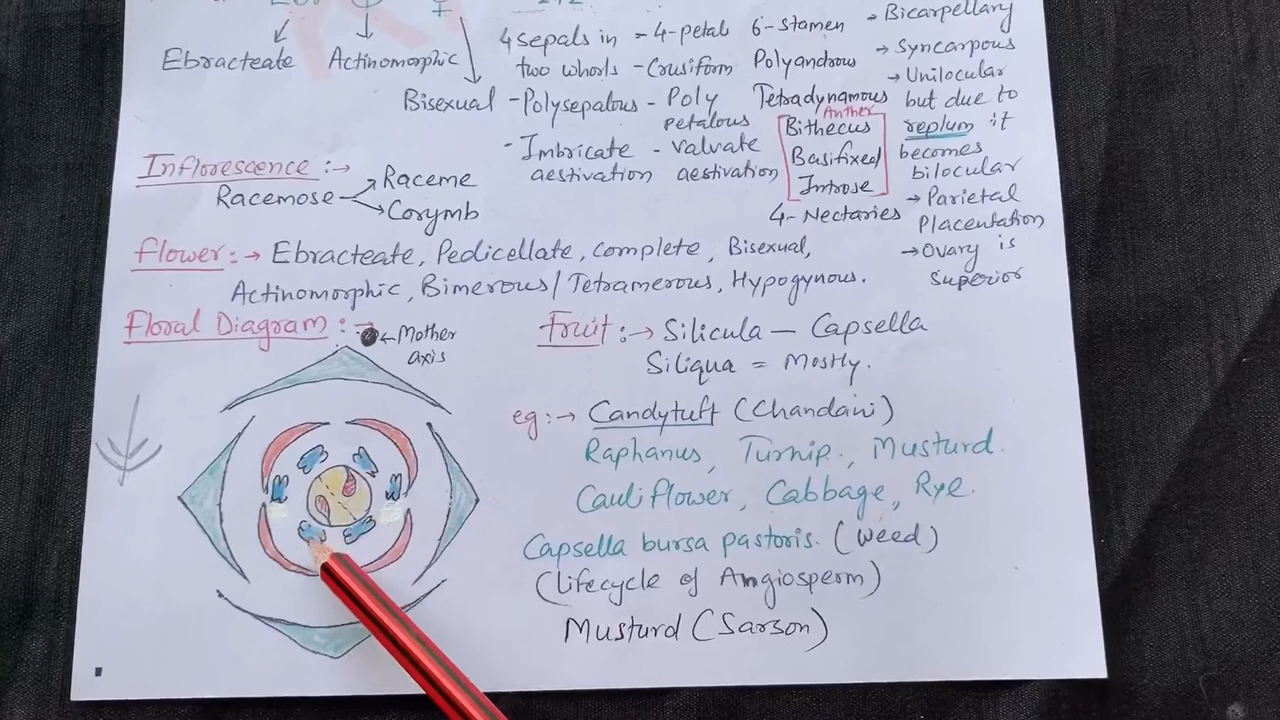 Ebracteate Actinomorphic
Bisexual
4 sepals in
two whorls
- Polysepalous
- Imbricate
aestivation
- 4-petal
- Crusiform
- Poly
petalous
- valvate
aestivation
6-stamen
Polyandrous
Tetradynamous
Anther
Bithecus
Basifixed
Introse
4-Nectaries
→ Bicarpellary
→ Syncarpous
→ Unilocular
but due to
replum it
becomes
bilocular
→ Parietal
Placentation
→ Ovary is
Superior
Inflorescence :→
Racemose Raceme
Corymb
Flower :→ Ebracteate, Pedicellate, complete, Bisexual,
Actinomorphic, Bimerous/Tetramerous, Hypogynous.
Floral Diagram :→
← Mother
axis
Fruit :→ Silicula — Capsella
Siliqua = Mostly.
eg :→ Candytuft (Chandani)
Raphanus, Turnip, Musturd.
Cauliflower, Cabbage, Rye.
Capsella bursa pastoris. (weed)
(Lifecycle of Angiosperm)
Musturd (Sarson)